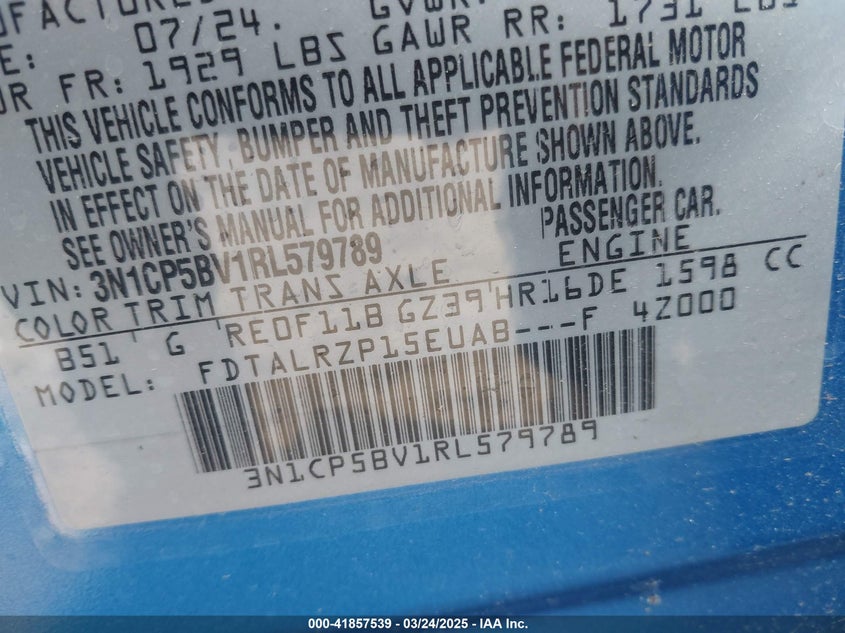 07/24. GVWR
FR: 1929 LBS GAWR RR: 1731 LBS
THIS VEHICLE CONFORMS TO ALL APPLICABLE FEDERAL MOTOR
VEHICLE SAFETY, BUMPER AND THEFT PREVENTION STANDARDS
IN EFFECT ON THE DATE OF MANUFACTURE SHOWN ABOVE.
SEE OWNER'S MANUAL FOR ADDITIONAL INFORMATION.
VIN: 3N1CP5BV1RL579789 PASSENGER CAR.
COLOR TRIM TRANS AXLE ENGINE
B51 G RE0F11B GZ39 HR16DE 1598 CC
MODEL: FDTALRZP15EUAB---F 4Z000
3N1CP5BV1RL579789
000-41857539 - 03/24/2025 - IAA Inc.